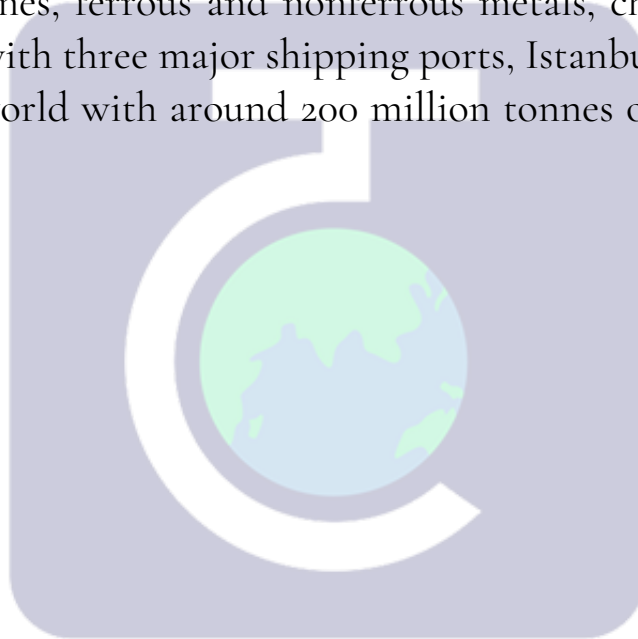 nes, ferrous and nonferrous metals, ch
with three major shipping ports, Istanbu
orld with around 200 million tonnes o